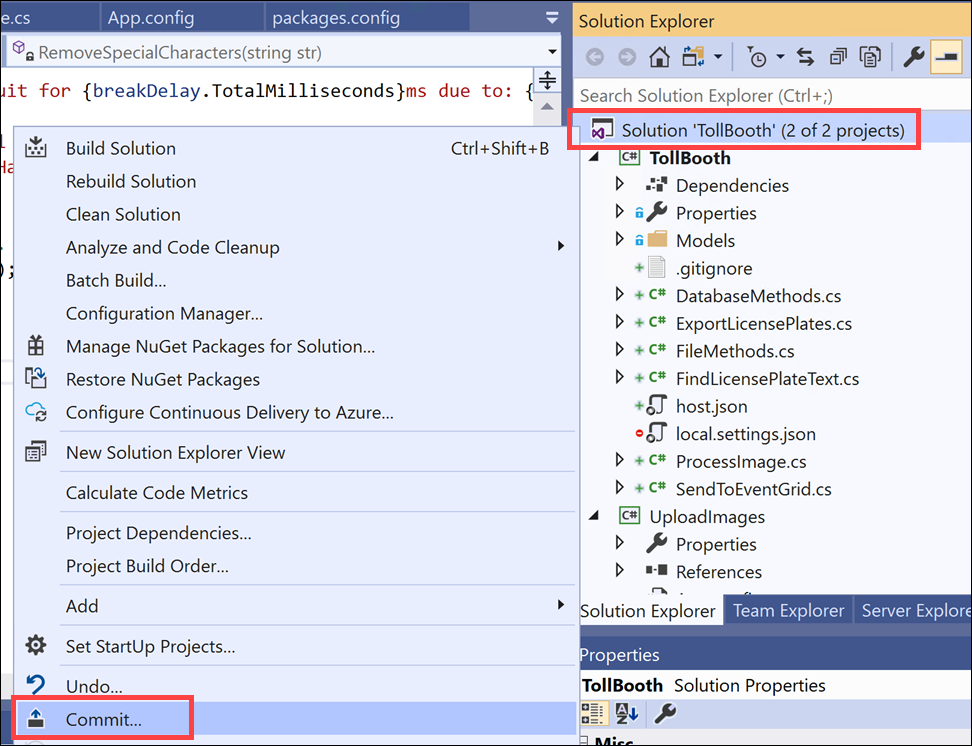 e.cs
App.config
packages.config
RemoveSpecialCharacters(string str)
uit for {breakDelay.TotalMilliseconds}ms due to: {
);
Build Solution Ctrl+Shift+B
Rebuild Solution
Clean Solution
Analyze and Code Cleanup
Batch Build...
Configuration Manager...
Manage NuGet Packages for Solution...
Restore NuGet Packages
Configure Continuous Delivery to Azure...
New Solution Explorer View
Calculate Code Metrics
Project Dependencies...
Project Build Order...
Add
Set StartUp Projects...
Undo...
Commit...
Solution Explorer
Search Solution Explorer (Ctrl+;)
Solution 'TollBooth' (2 of 2 projects)
C# TollBooth
Dependencies
Properties
Models
.gitignore
C# DatabaseMethods.cs
C# ExportLicensePlates.cs
C# FileMethods.cs
C# FindLicensePlateText.cs
host.json
local.settings.json
C# ProcessImage.cs
C# SendToEventGrid.cs
C# UploadImages
Properties
References
Solution Explorer Team Explorer Server Explore
Properties
TollBooth Solution Properties
Misc